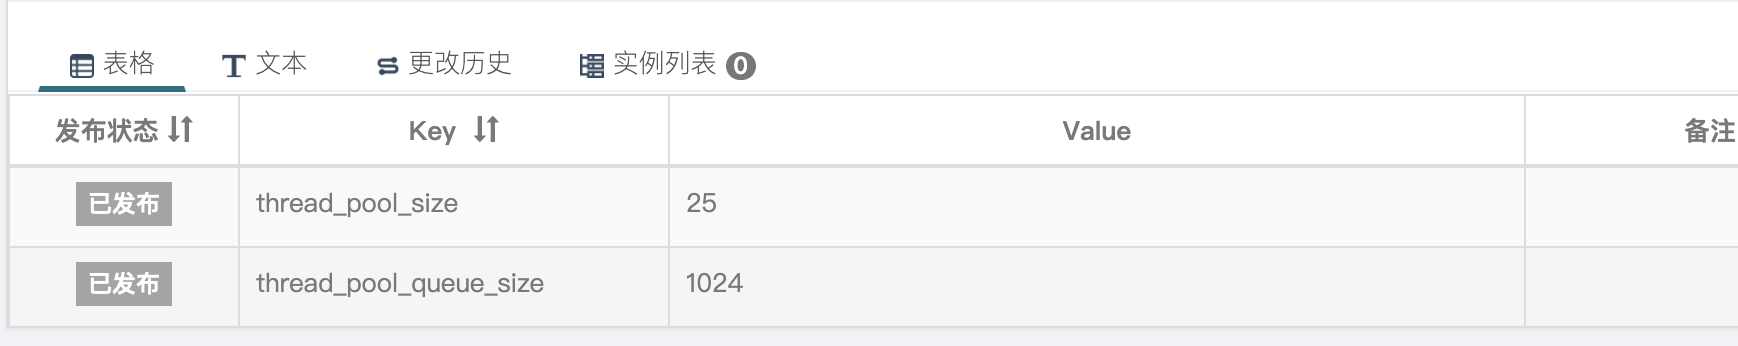 表格 文本 更改历史 实例列表 0
发布状态 Key Value 备注
已发布 thread_pool_size 25
已发布 thread_pool_queue_size 1024